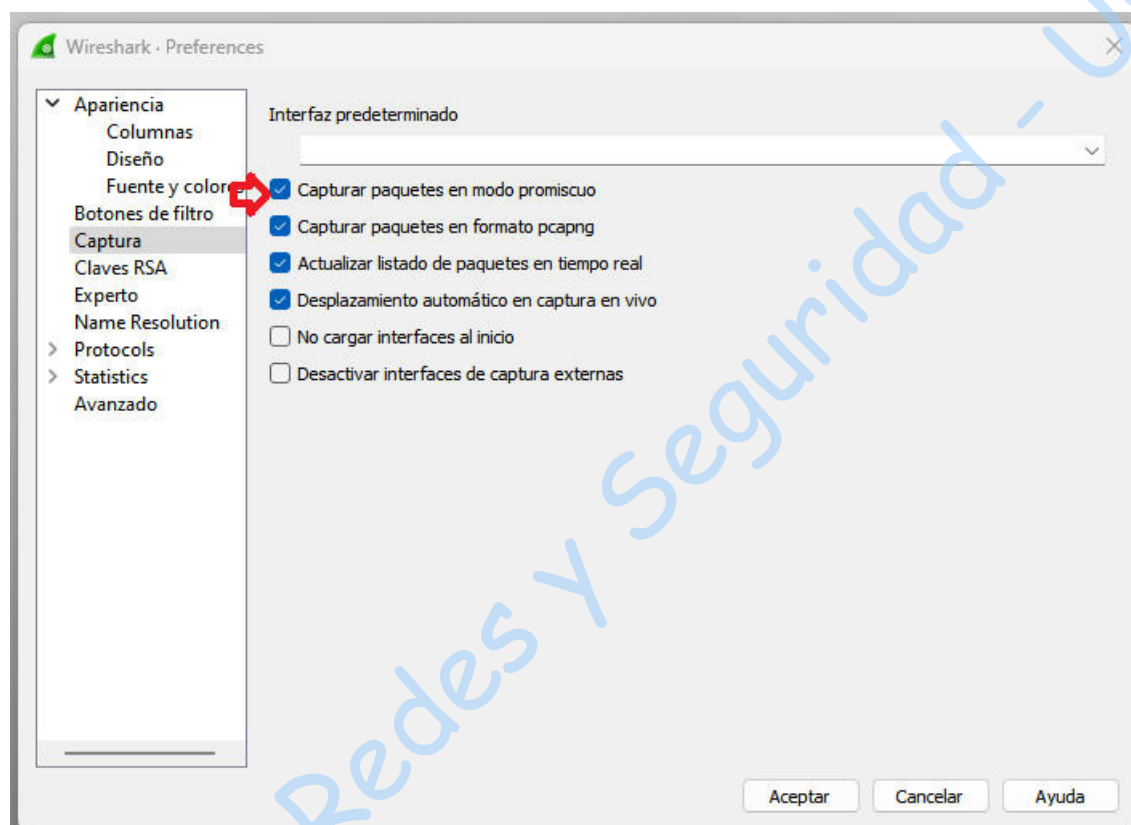 Wireshark · Preferences
Apariencia
Columnas
Diseño
Fuente y colores
Botones de filtro
Captura
Claves RSA
Experto
Name Resolution
Protocols
Statistics
Avanzado
Interfaz predeterminado
Capturar paquetes en modo promiscuo
Capturar paquetes en formato pcapng
Actualizar listado de paquetes en tiempo real
Desplazamiento automático en captura en vivo
No cargar interfaces al inicio
Desactivar interfaces de captura externas
Aceptar
Cancelar
Ayuda
Redes y Seguridad -